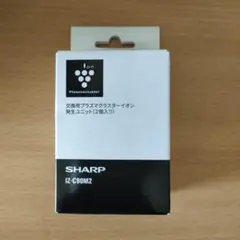 Ion
Plasmacluster
交換用プラズマクラスターイオン
発生ユニット(2個入り)
SHARP
IZ-C90M2